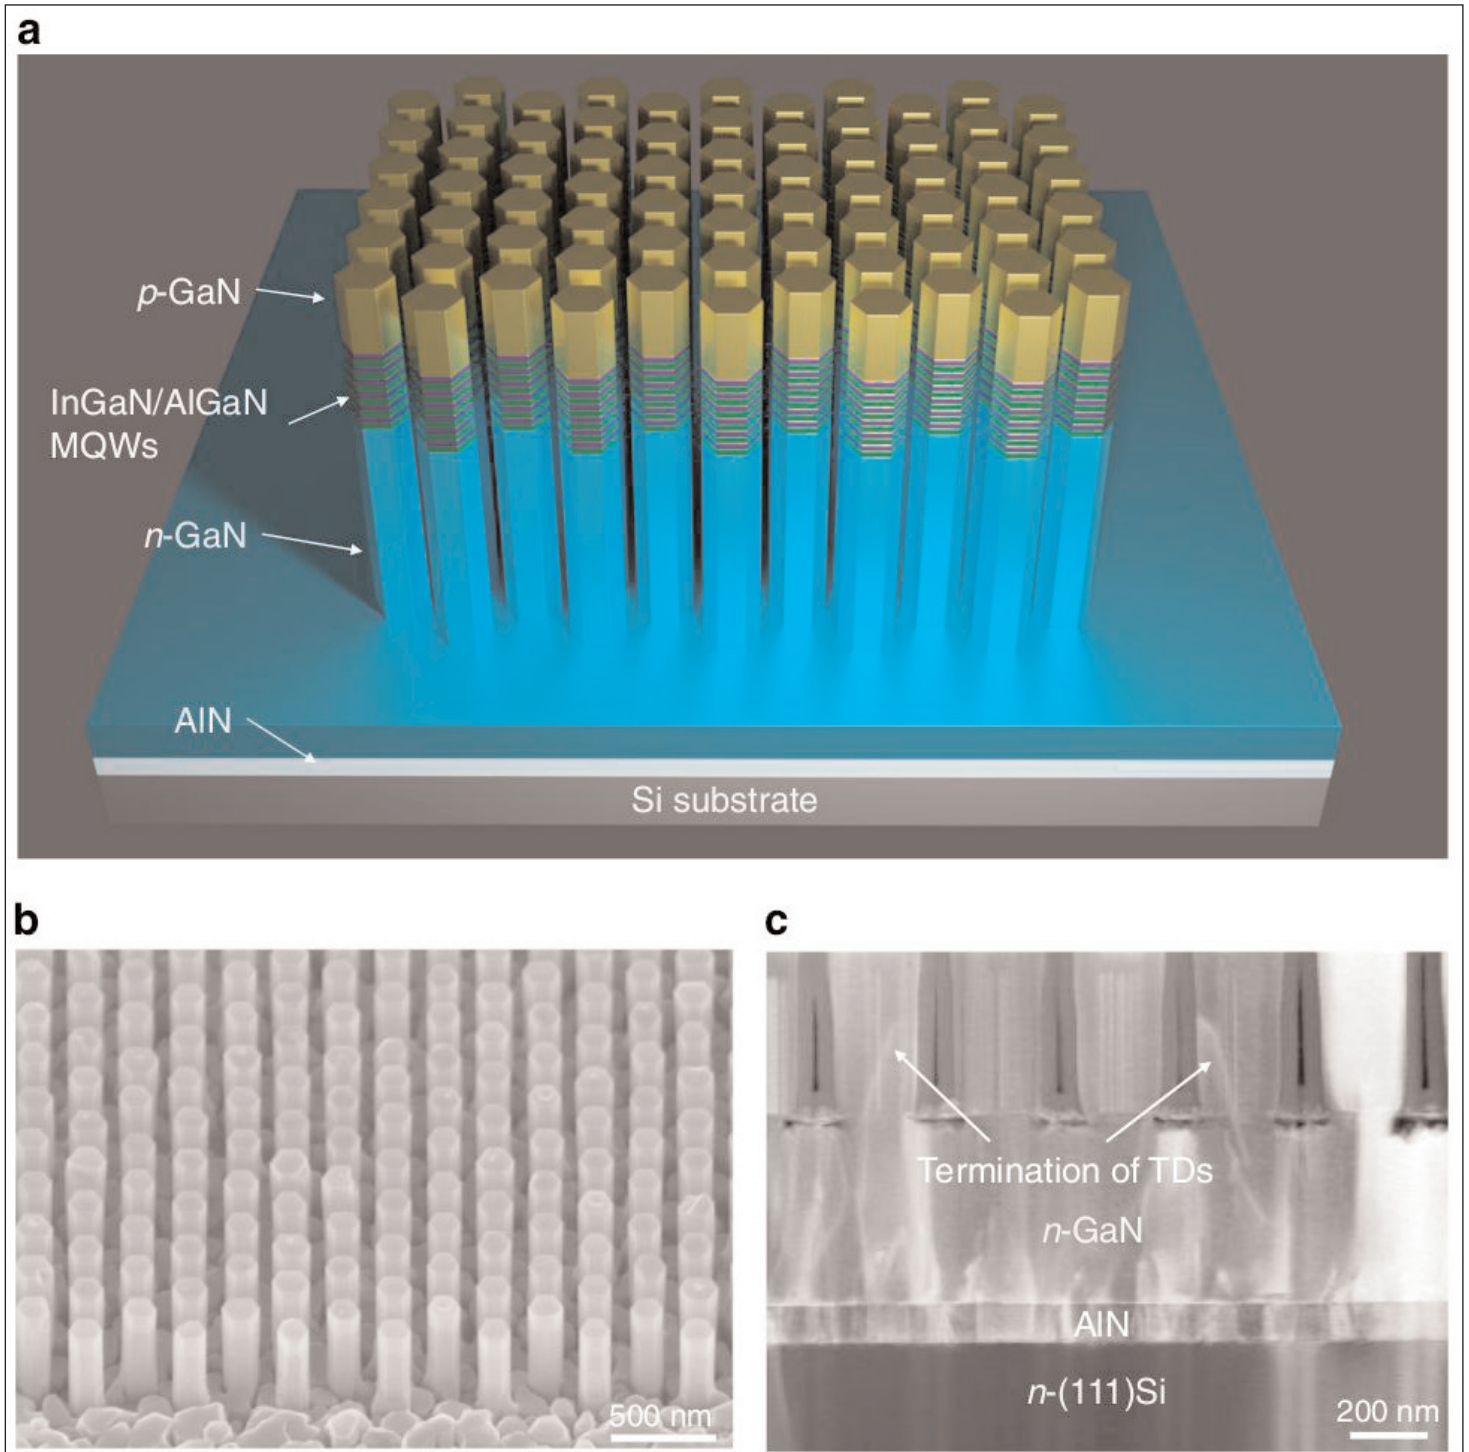 a
p-GaN
InGaN/AlGaN
MQWs
n-GaN
AlN
Si substrate
b
500 nm
c
Termination of TDs
n-GaN
AlN
n-(111)Si
200 nm